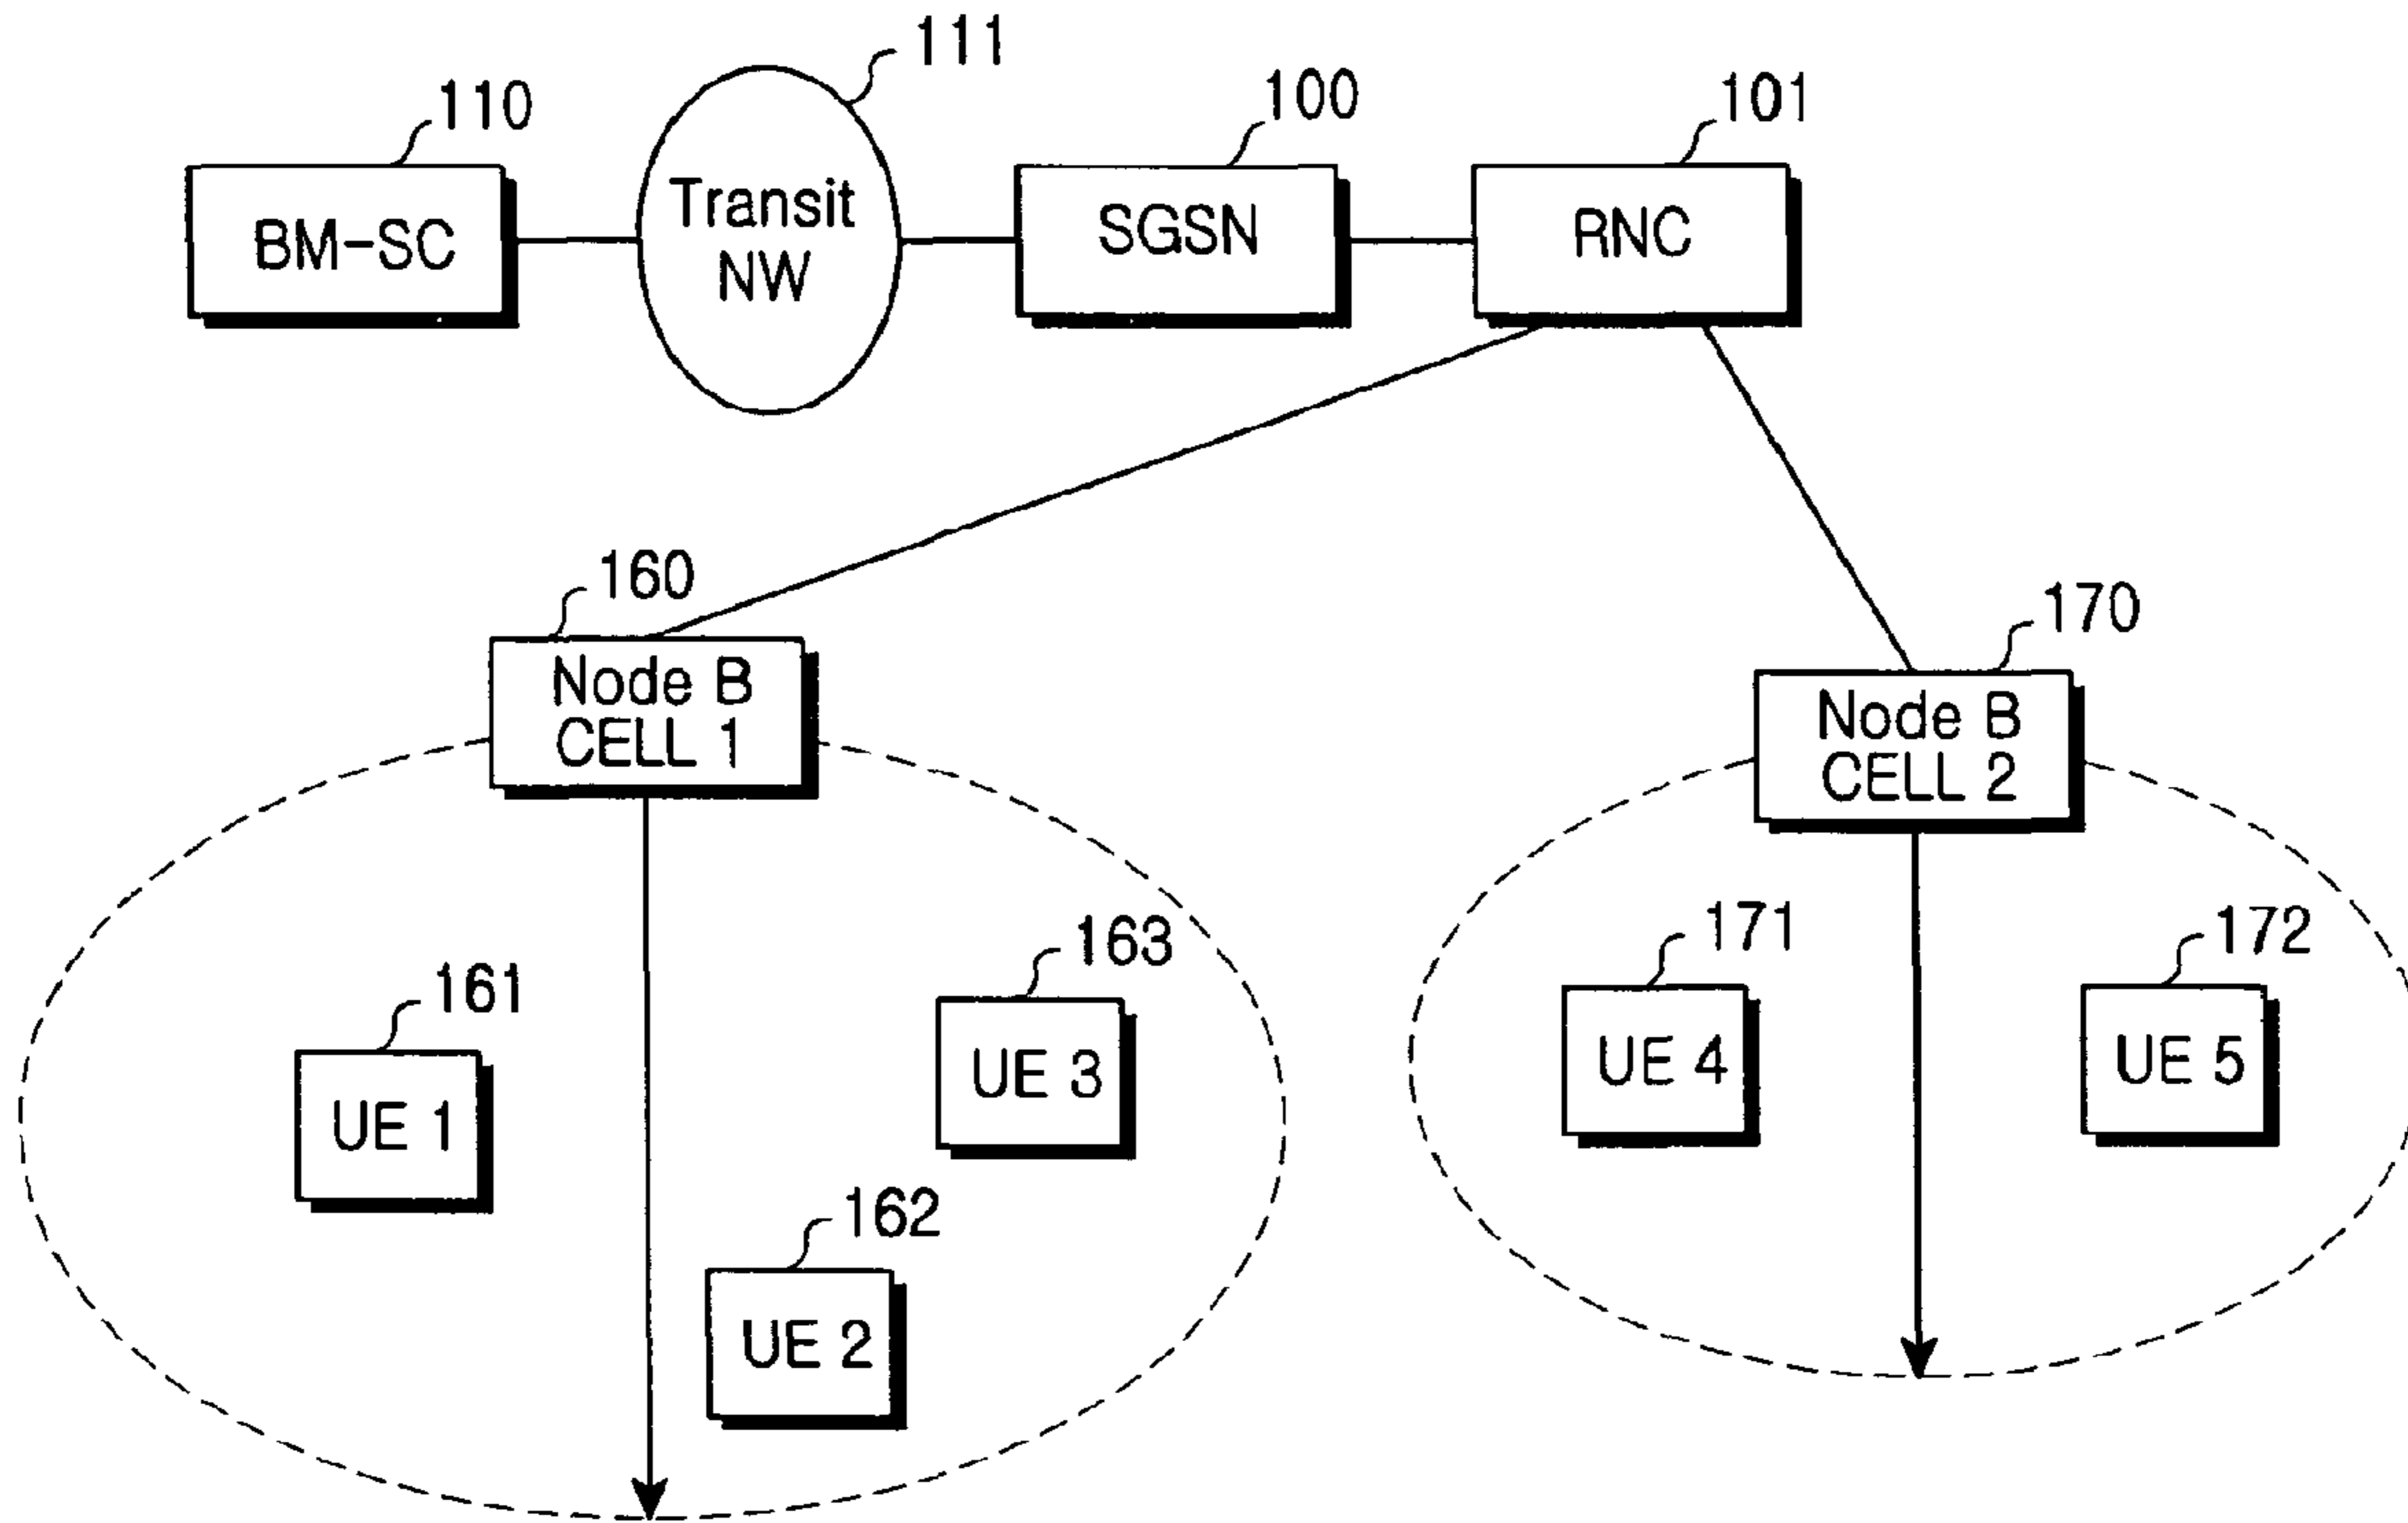 111
110
100
101
BM-SC
Transit
NW
SGSN
RNC
160
170
Node B
CELL 1
Node B
CELL 2
161
163
171
172
UE 1
UE 3
UE 4
UE 5
162
UE 2